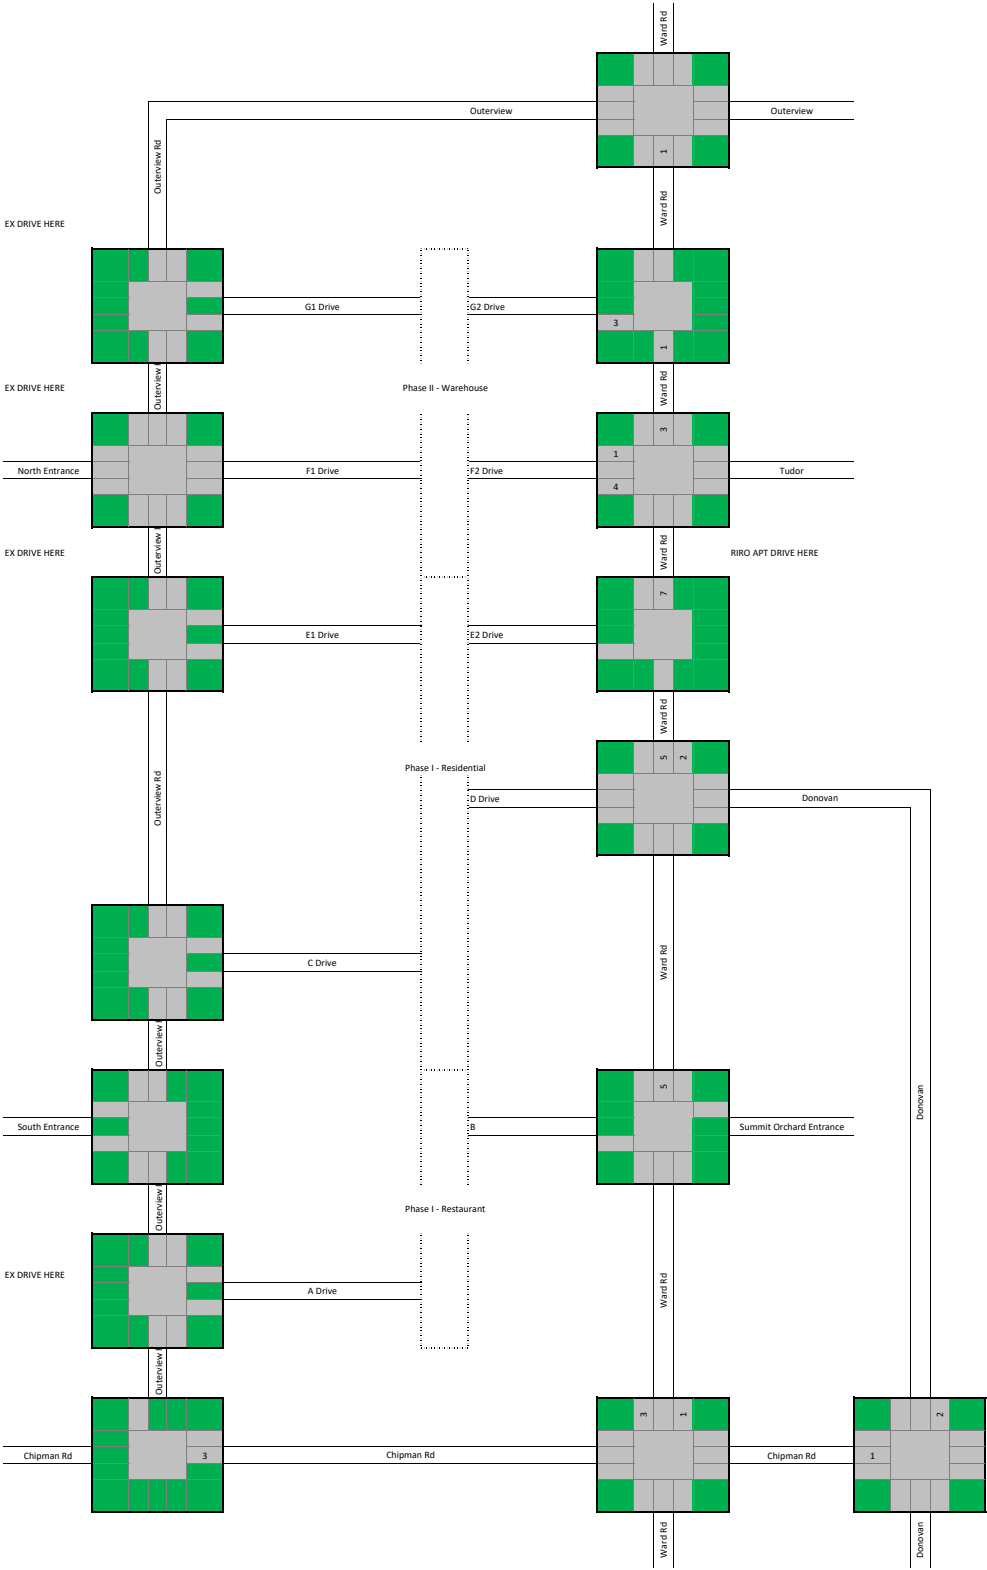 Ward Rd
Outerview
Outerview
Outerview Rd
1
Ward Rd
EX DRIVE HERE
G1 Drive
G2 Drive
3
1
EX DRIVE HERE
Outerview
Phase II - Warehouse
Ward Rd
3
1
North Entrance
F1 Drive
F2 Drive
Tudor
4
EX DRIVE HERE
Outerview
Ward Rd
RIRO APT DRIVE HERE
7
E1 Drive
E2 Drive
Ward Rd
5 2
Phase I - Residential
Outerview Rd
D Drive
Donovan
Ward Rd
C Drive
Outerview
5
Donovan
South Entrance
B
Summit Orchard Entrance
Outerview
Phase I - Restaurant
EX DRIVE HERE
A Drive
Ward Rd
Outerview
3 1
2
Chipman Rd
3
Chipman Rd
Chipman Rd
1
Ward Rd
Donovan